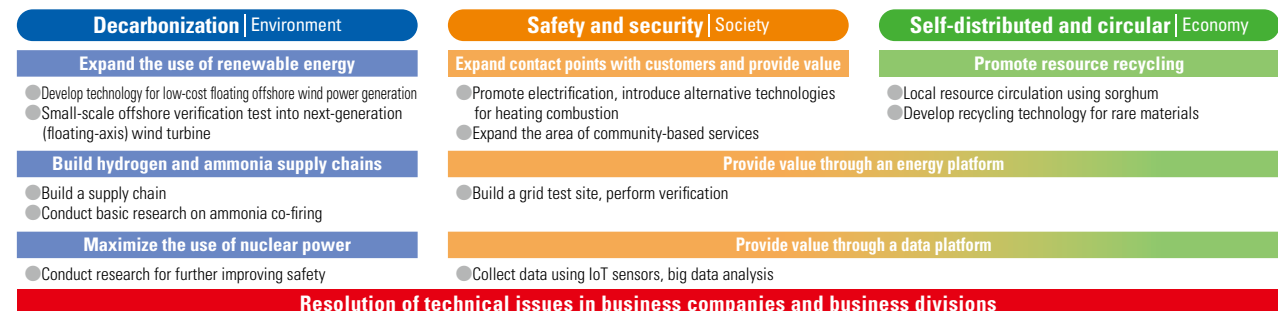 Decarbonization | Environment
Expand the use of renewable energy
●Develop technology for low-cost floating offshore wind power generation
●Small-scale offshore verification test into next-generation
(floating-axis) wind turbine
Build hydrogen and ammonia supply chains
●Build a supply chain
●Conduct basic research on ammonia co-firing
Maximize the use of nuclear power
●Conduct research for further improving safety
Safety and security | Society
Expand contact points with customers and provide value
●Promote electrification, introduce alternative technologies
for heating combustion
●Expand the area of community-based services
Self-distributed and circular | Economy
Promote resource recycling
●Local resource circulation using sorghum
●Develop recycling technology for rare materials
Provide value through an energy platform
●Build a grid test site, perform verification
Provide value through a data platform
●Collect data using IoT sensors, big data analysis
Resolution of technical issues in business companies and business divisions